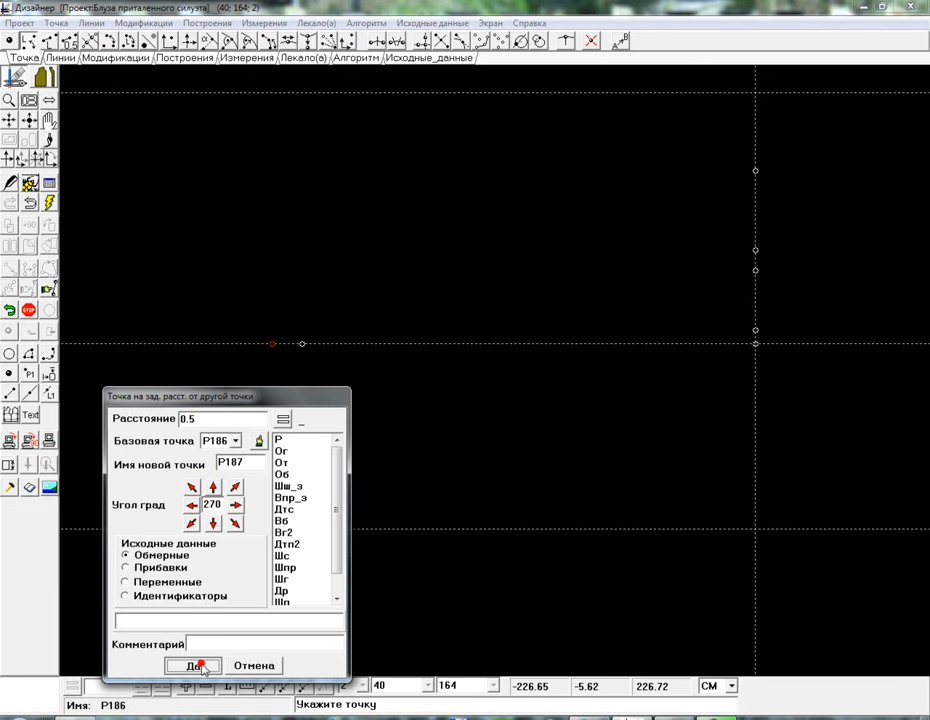 Дизайнер [Проект:Блуза приталенного силуэта] (40; 164; 2)
Проект Точка Линии Модификации Построения Измерения Лекало(а) Алгоритм Исходные данные Экран Справка
Точка Линии Модификации Построения Измерения Лекало(а) Алгоритм Исходные_данные
Точка на зад. расст. от другой точки
Расстояние 0.5
Базовая точка P186
Имя новой точки P187
Угол град 270
Исходные данные
Обмерные
Прибавки
Переменные
Идентификаторы
Р
Ог
От
Об
Шш_з
Впр_з
Дтс
Вб
Вг2
Дтп2
Шс
Шпр
Шг
Др
Шп
Комментарий
Да Отмена
P1
L1
Text
2 40 164 -226.65 -5.62 226.72 СМ
Имя: P186 Укажите точку